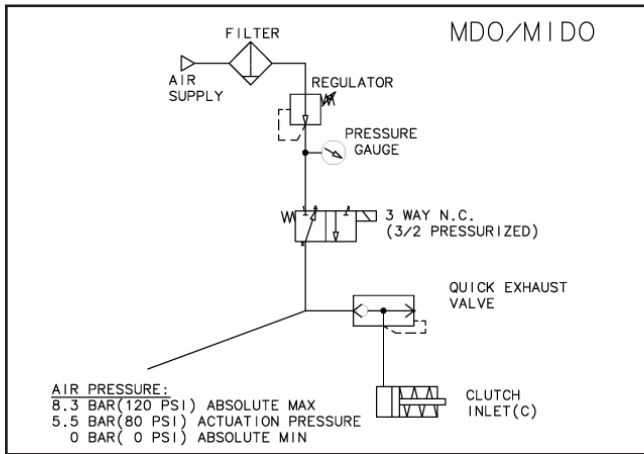 MDO/MIDO
FILTER
AIR
SUPPLY
REGULATOR
PRESSURE
GAUGE
3 WAY N.C.
(3/2 PRESSURIZED)
QUICK EXHAUST
VALVE
AIR PRESSURE:
8.3 BAR(120 PSI) ABSOLUTE MAX
5.5 BAR(80 PSI) ACTUATION PRESSURE
0 BAR( 0 PSI) ABSOLUTE MIN
CLUTCH
INLET(C)